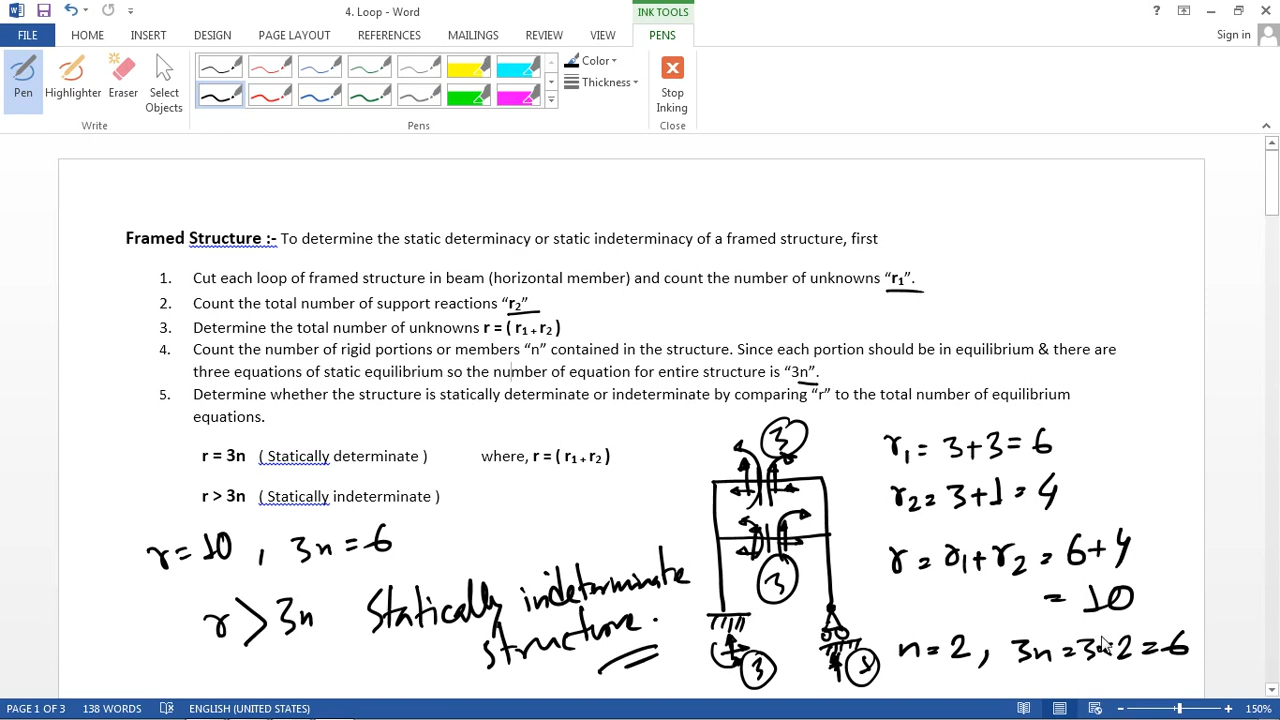 4. Loop - Word
INK TOOLS
?
FILE
HOME
INSERT
DESIGN
PAGE LAYOUT
REFERENCES
MAILINGS
REVIEW
VIEW
PENS
Sign in
Pen
Highlighter
Eraser
Select Objects
Color
Thickness
Stop Inking
Write
Pens
Close
Framed Structure :- To determine the static determinacy or static indeterminacy of a framed structure, first
1. Cut each loop of framed structure in beam (horizontal member) and count the number of unknowns “r₁”.
2. Count the total number of support reactions “r₂”
3. Determine the total number of unknowns r = ( r₁ + r₂ )
4. Count the number of rigid portions or members “n” contained in the structure. Since each portion should be in equilibrium & there are
three equations of static equilibrium so the number of equation for entire structure is “3n”.
5. Determine whether the structure is statically determinate or indeterminate by comparing “r” to the total number of equilibrium
equations.
r = 3n ( Statically determinate ) where, r = ( r₁ + r₂ )
r > 3n ( Statically indeterminate )
r = 10 , 3n = 6
r > 3n Statically indeterminate
structure.
3
3
3
1
r₁ = 3+3 = 6
r₂ = 3+1 = 4
r = r₁+r₂ = 6+4
= 10
n = 2 , 3n = 3*2 = 6
PAGE 1 OF 3
138 WORDS
ENGLISH (UNITED STATES)
150%